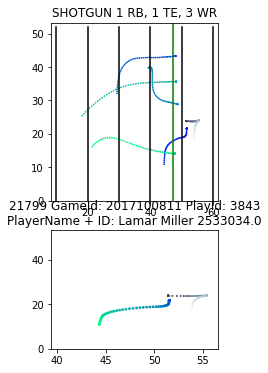 SHOTGUN 1 RB, 1 TE, 3 WR
50
40
30
20
10
0
20 40 60
21799 GameId: 2017100811 PlayId: 3843
PlayerName + ID: Lamar Miller 2533034.0
40
20
0
40 45 50 55